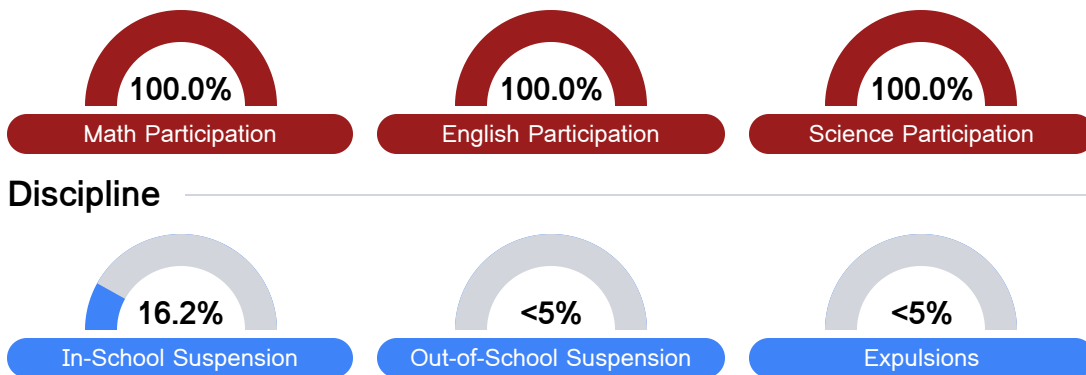 100.0% 100.0% 100.0%
Math Participation English Participation Science Participation
Discipline
16.2% <5% <5%
In-School Suspension Out-of-School Suspension Expulsions